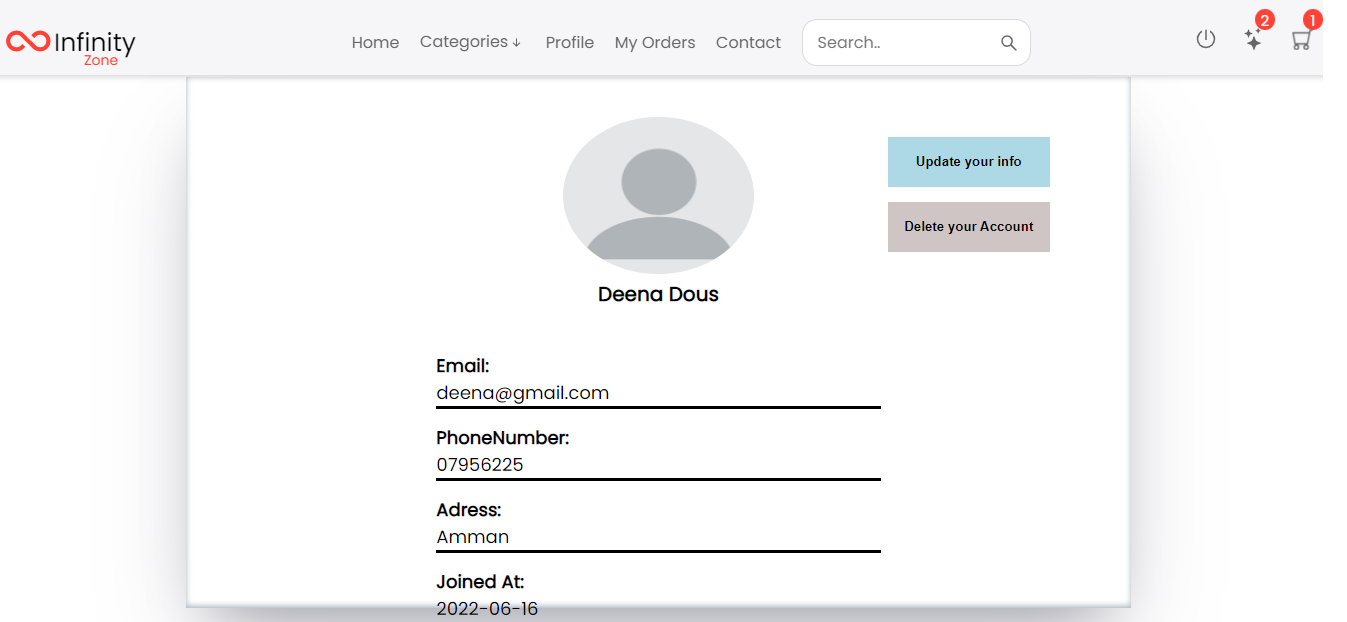 Infinity
Zone
Home Categories ↓ Profile My Orders Contact Search.. 2 1
Update your info
Delete your Account
Deena Dous
Email:
deena@gmail.com
PhoneNumber:
07956225
Adress:
Amman
Joined At:
2022-06-16